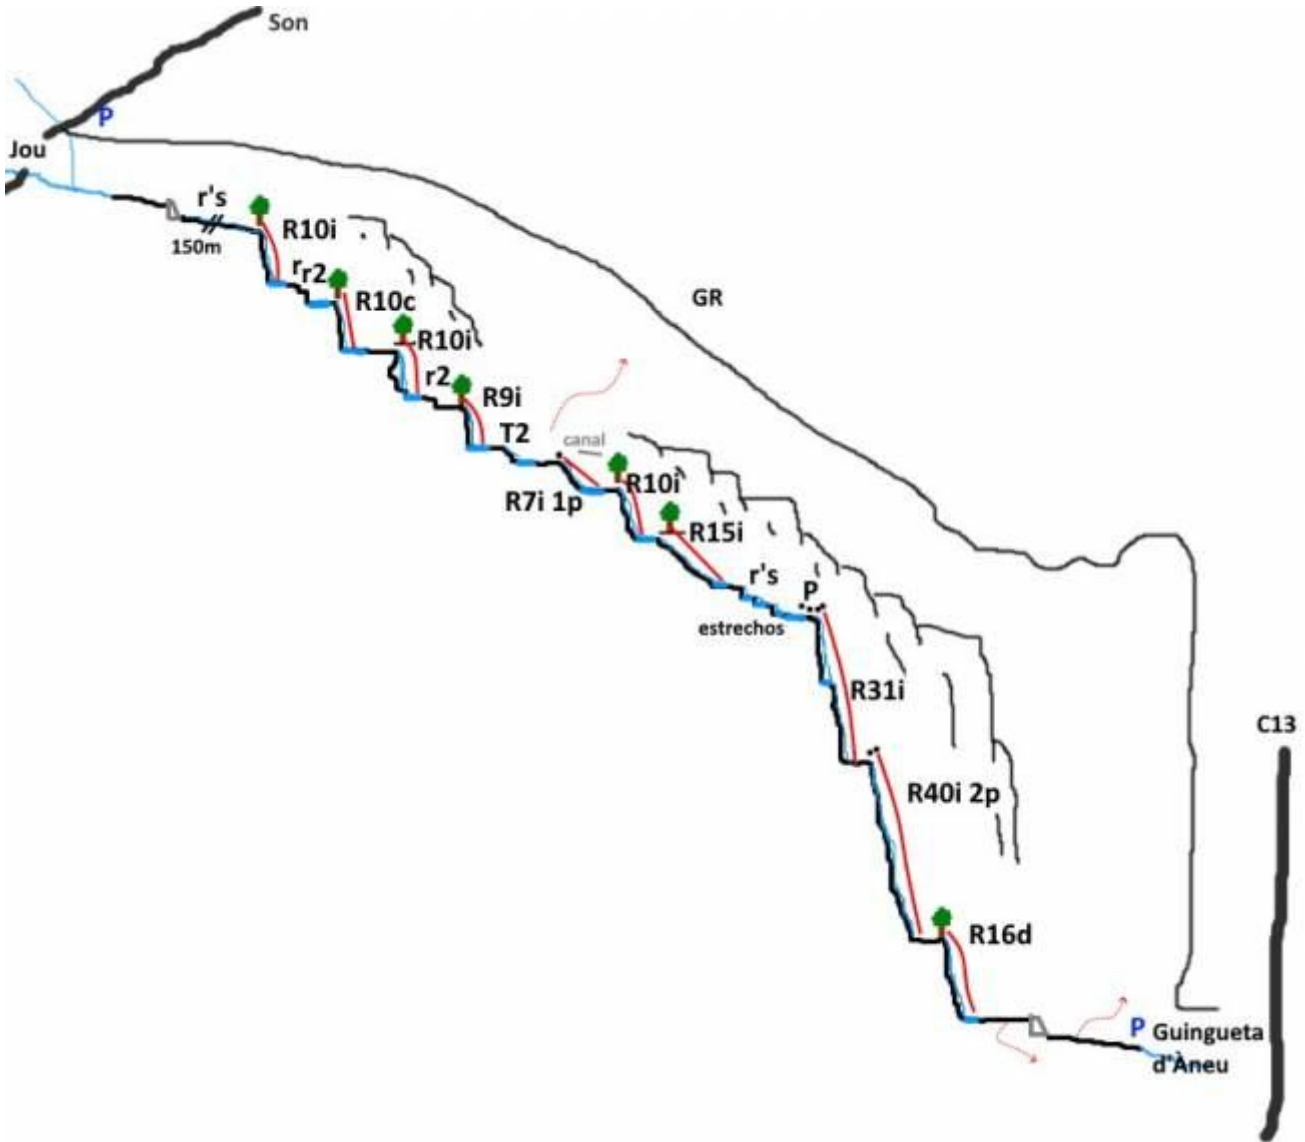 Son
P
Jou
r's
150m
R10i
r r2
R10c
R10i
GR
r2
R9i
T2
canal
R10i
R7i 1p
R15i
r's
P
estrechos
R31i
C13
R40i 2p
R16d
P Guingueta
d'Àneu